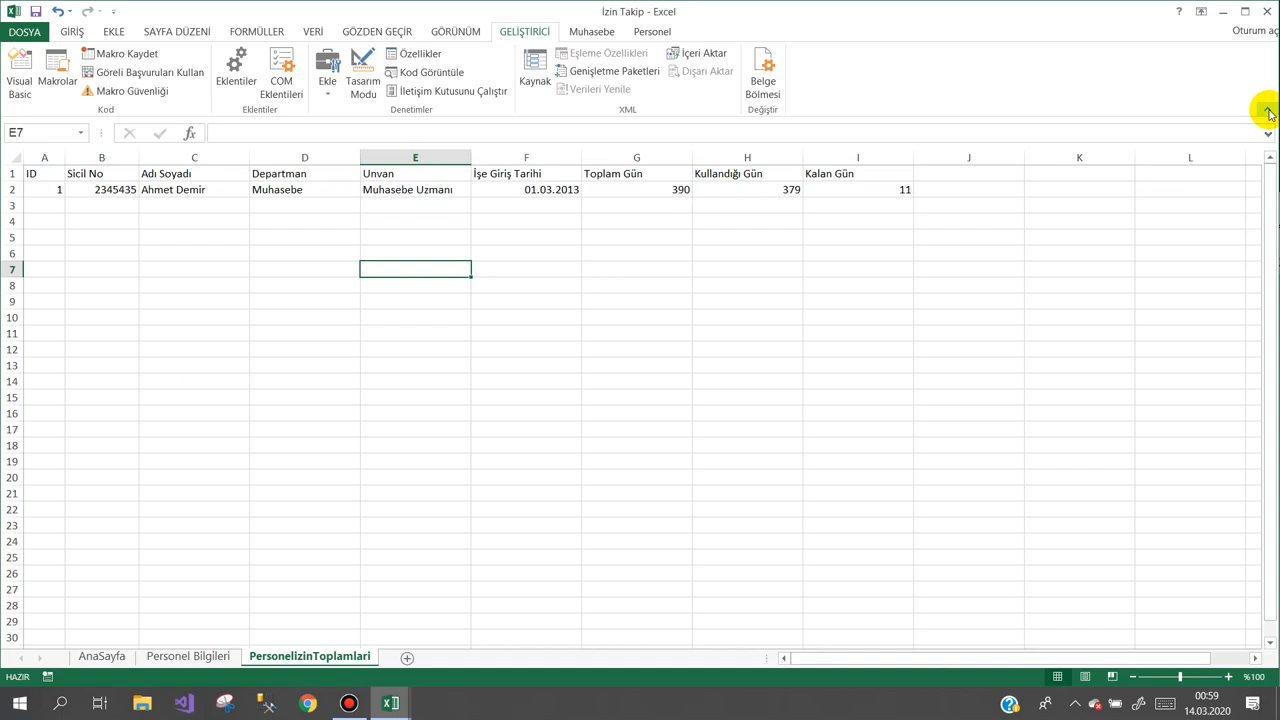 İzin Takip - Excel
DOSYA GİRİŞ EKLE SAYFA DÜZENİ FORMÜLLER VERİ GÖZDEN GEÇİR GÖRÜNÜM GELİŞTİRİCİ Muhasebe Personel
Oturum aç
Visual Basic
Makrolar
Makro Kaydet
Göreli Başvuruları Kullan
Makro Güvenliği
Kod
Eklentiler
COM Eklentileri
Eklentiler
Ekle
Tasarım Modu
Özellikler
Kod Görüntüle
İletişim Kutusunu Çalıştır
Denetimler
Kaynak
Eşleme Özellikleri
Genişletme Paketleri
Verileri Yenile
İçeri Aktar
Dışarı Aktar
XML
Belge Bölmesi
Değiştir
E7 fx
A B C D E F G H I J K L
1 ID Sicil No Adı Soyadı Departman Unvan İşe Giriş Tarihi Toplam Gün Kullandığı Gün Kalan Gün
2 1 2345435 Ahmet Demir Muhasebe Muhasebe Uzmanı 01.03.2013 390 379 11
3
4
5
6
7
8
9
10
11
12
13
14
15
16
17
18
19
20
21
22
23
24
25
26
27
28
29
30
AnaSayfa Personel Bilgileri PersonelizinToplamlari
HAZIR %100
00:59
14.03.2020